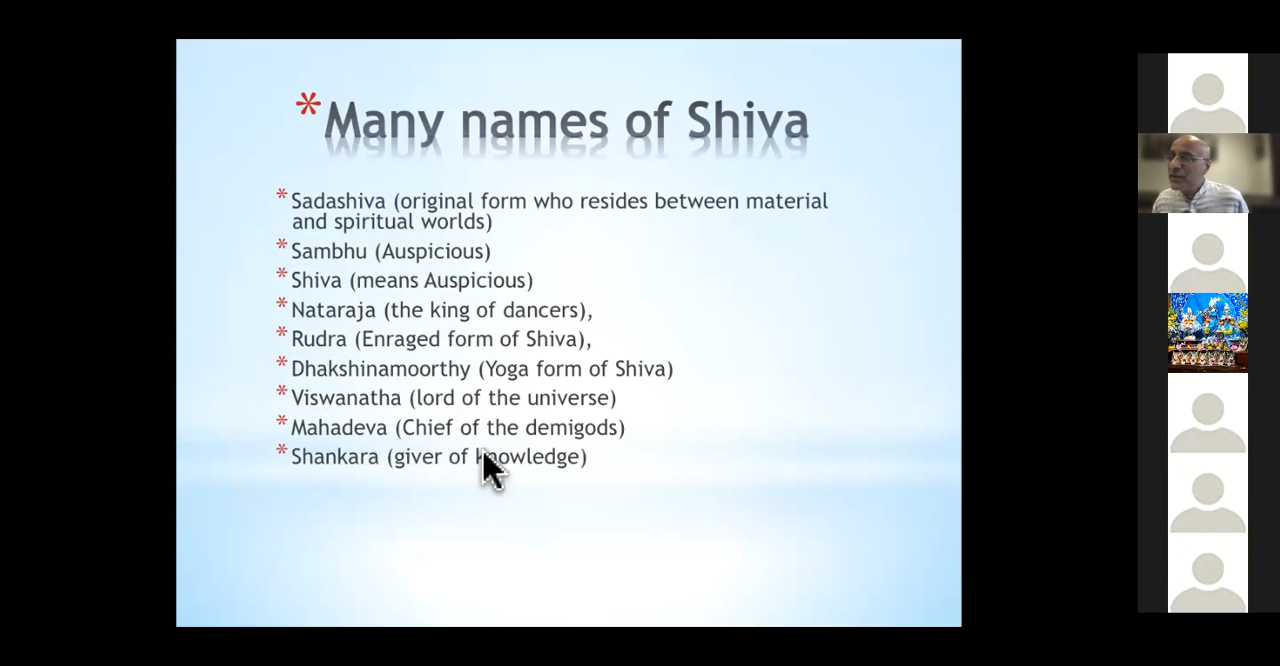 *Many names of Shiva
*Sadashiva (original form who resides between material
and spiritual worlds)
*Sambhu (Auspicious)
*Shiva (means Auspicious)
*Nataraja (the king of dancers),
*Rudra (Enraged form of Shiva),
*Dhakshinamoorthy (Yoga form of Shiva)
*Viswanatha (lord of the universe)
*Mahadeva (Chief of the demigods)
*Shankara (giver of knowledge)